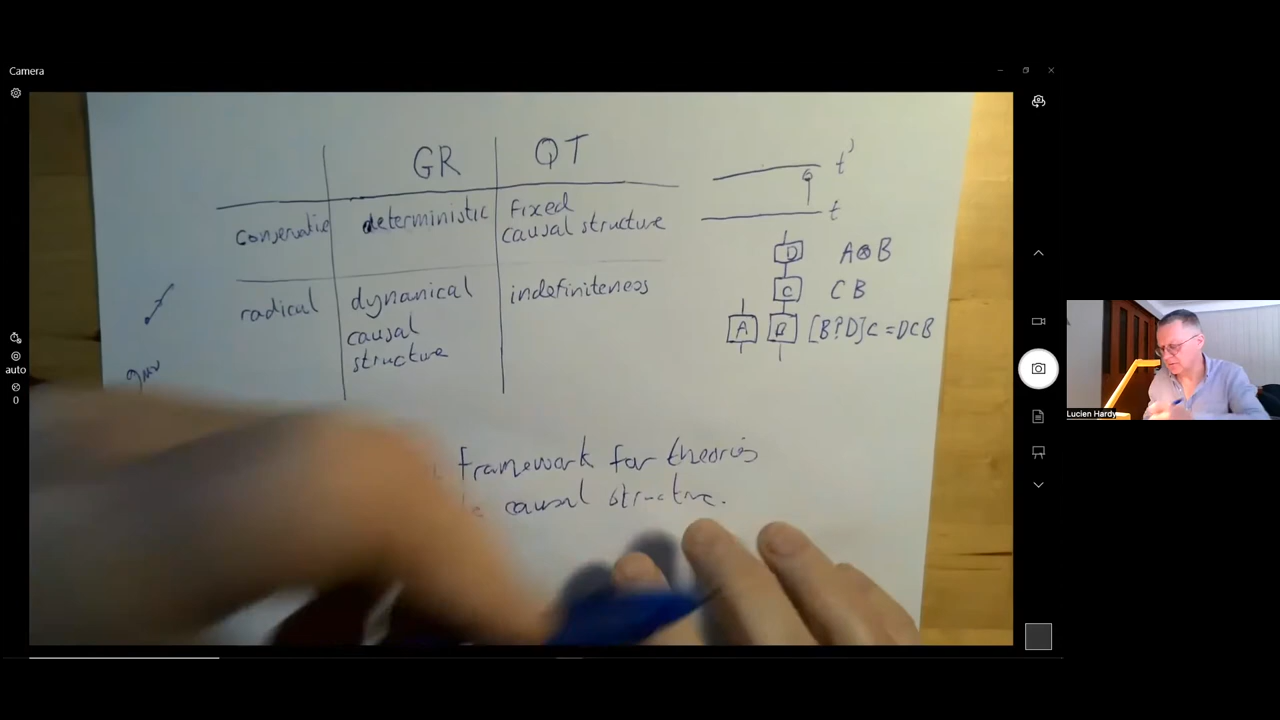 Camera
GR QT
conservative deterministic Fixed
causal structure
radical dynamical indefiniteness
causal
structure
t'
t
D A⊗B
C CB
A B [B?D]C = DCB
gμν
framework for theories
causal structure.
auto
0
Lucien Hardy